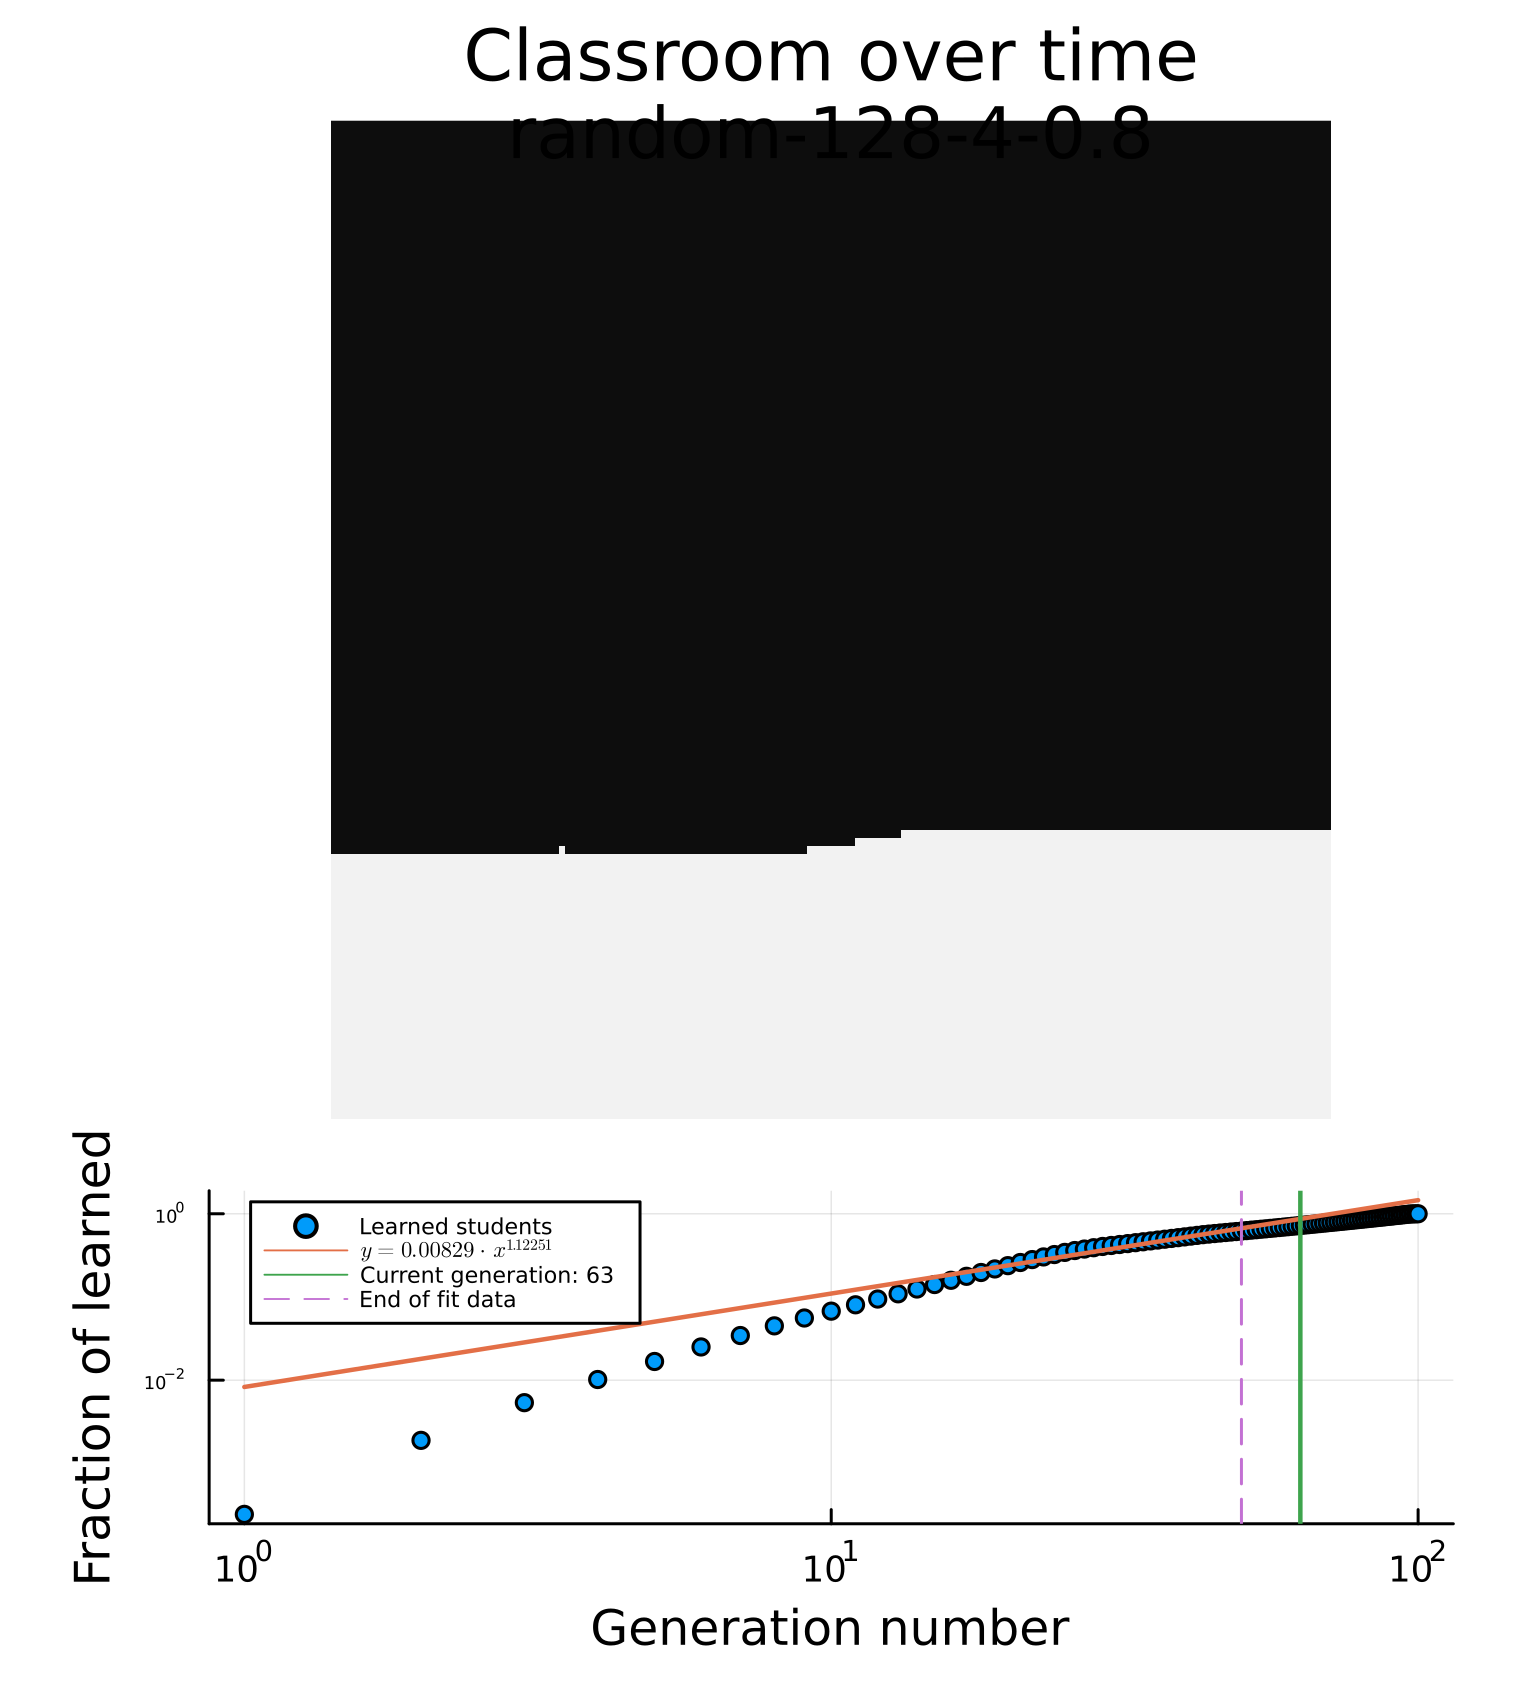 Classroom over time
random-128-4-0.8
Fraction of learned
10^0
10^-2
Learned students
y = 0.00829 · x^1.12251
Current generation: 63
End of fit data
10^0
10^1
10^2
Generation number